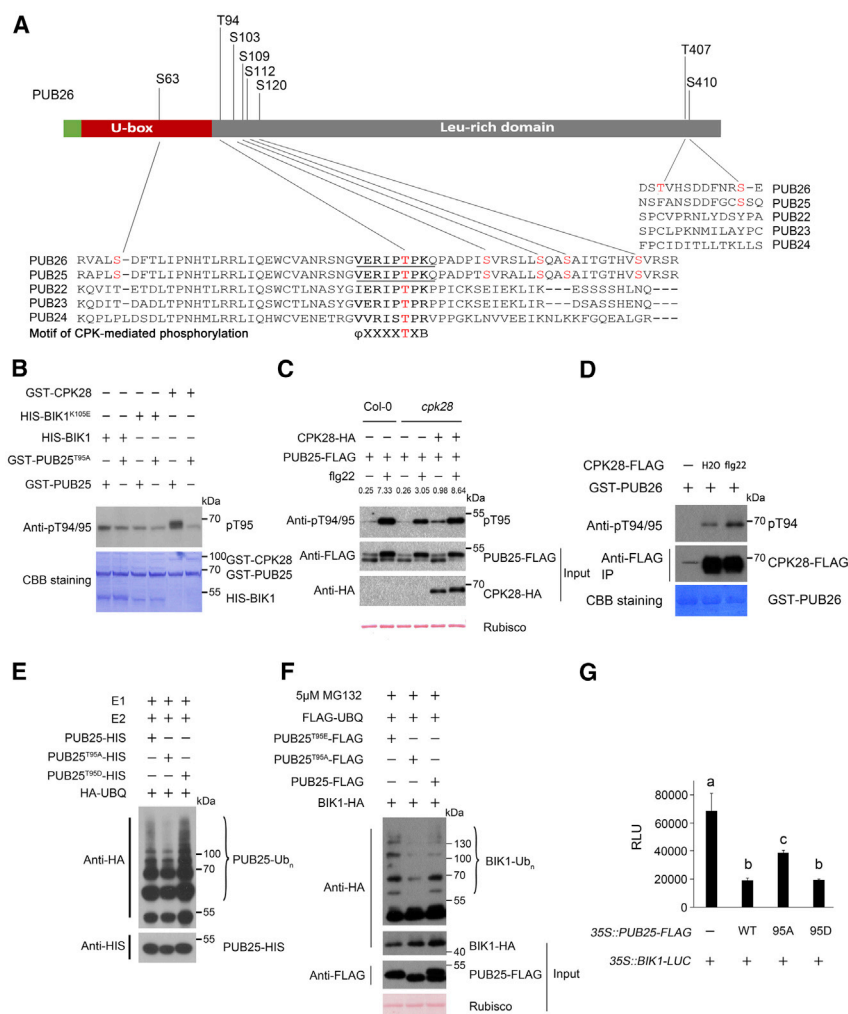 A
T94
S103
S109
S112
S120
S63
T407
S410
PUB26
U-box
Leu-rich domain
DSTVHSDDFNRS-E PUB26
NSFANSDDFGCSSQ PUB25
SPCVPRNLYDSYPA PUB22
SPCLPKNMILAYPC PUB23
FPCIDITLLTKLLS PUB24
PUB26 RVALS-DFTLIPNHTLRRLIQEWCVANRSNGVERIPTPKQPADPISVRSLLSQASAITGTHVSVRSR
PUB25 RAPLS-DFTLIPNHTLRRLIQEWCVANRSNGVERIPTPKQPADPTSVRALLSQASAITGTHVSVRSR
PUB22 KQVIT-ETDLTPNHTLRRLIQSWCTLNASYGIERIPTPKPPICKSEIEKLIK---ESSSSHLNQ---
PUB23 KQDIT-DADLTPNHTLRRLIQSWCTLNASYGVERIPTPRPPICKSEIEKLIR------DSASSHENQ---
PUB24 KQPLPLDSDLTPNHMLRRLIQHWCVENETRGVVRISTPRVPPGKLNVVEEIKNLKKFGQEALGR---
Motif of CPK-mediated phosphorylation φXXXXTXB
B
GST-CPK28 − − − − + +
HIS-BIK1K105E − − + + − −
HIS-BIK1 + + − − − −
GST-PUB25T95A − + − + − +
GST-PUB25 + − + − + −
kDa
Anti-pT94/95 70 pT95
CBB staining
100 GST-CPK28
70 GST-PUB25
55 HIS-BIK1
C
Col-0 cpk28
CPK28-HA − − − − + +
PUB25-FLAG + + + + + +
flg22 − + − + − +
0.25 7.33 0.26 3.05 0.98 8.64 kDa
Anti-pT94/95 55 pT95
Anti-FLAG 55 PUB25-FLAG
Anti-HA 70 CPK28-HA
Input
Rubisco
D
CPK28-FLAG − H2O flg22
GST-PUB26 + + +
kDa
Anti-pT94/95 70 pT94
Anti-FLAG IP 70 CPK28-FLAG
CBB staining GST-PUB26
E
E1 + + +
E2 + + +
PUB25-HIS + − −
PUB25T95A-HIS − + −
PUB25T95D-HIS − − +
HA-UBQ + + +
kDa
Anti-HA
100
70
55
PUB25-Ubn
Anti-HIS 55 PUB25-HIS
F
5μM MG132 + + +
FLAG-UBQ + + +
PUB25T95E-FLAG + − −
PUB25T95A-FLAG − + −
PUB25-FLAG − − +
BIK1-HA + + +
kDa
Anti-HA
130
100
70
55
BIK1-Ubn
40 BIK1-HA
Anti-FLAG 55 PUB25-FLAG
Input
Rubisco
G
RLU
80000
60000
40000
20000
0
a
b
c
b
35S::PUB25-FLAG − WT 95A 95D
35S::BIK1-LUC + + + +